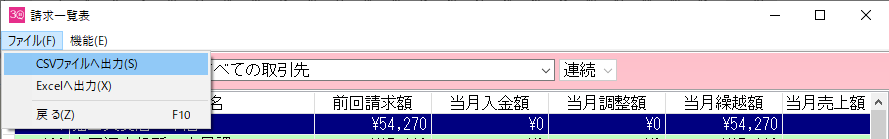 3Q 請求一覧表
ファイル(F) 機能(E)
CSVファイルへ出力(S)
べての取引先 連続
Excelへ出力(X)
戻る(Z) F10
名 前回請求額 当月入金額 当月調整額 当月繰越額 当月売上額
¥54,270 ¥0 ¥0 ¥54,270 ¥0